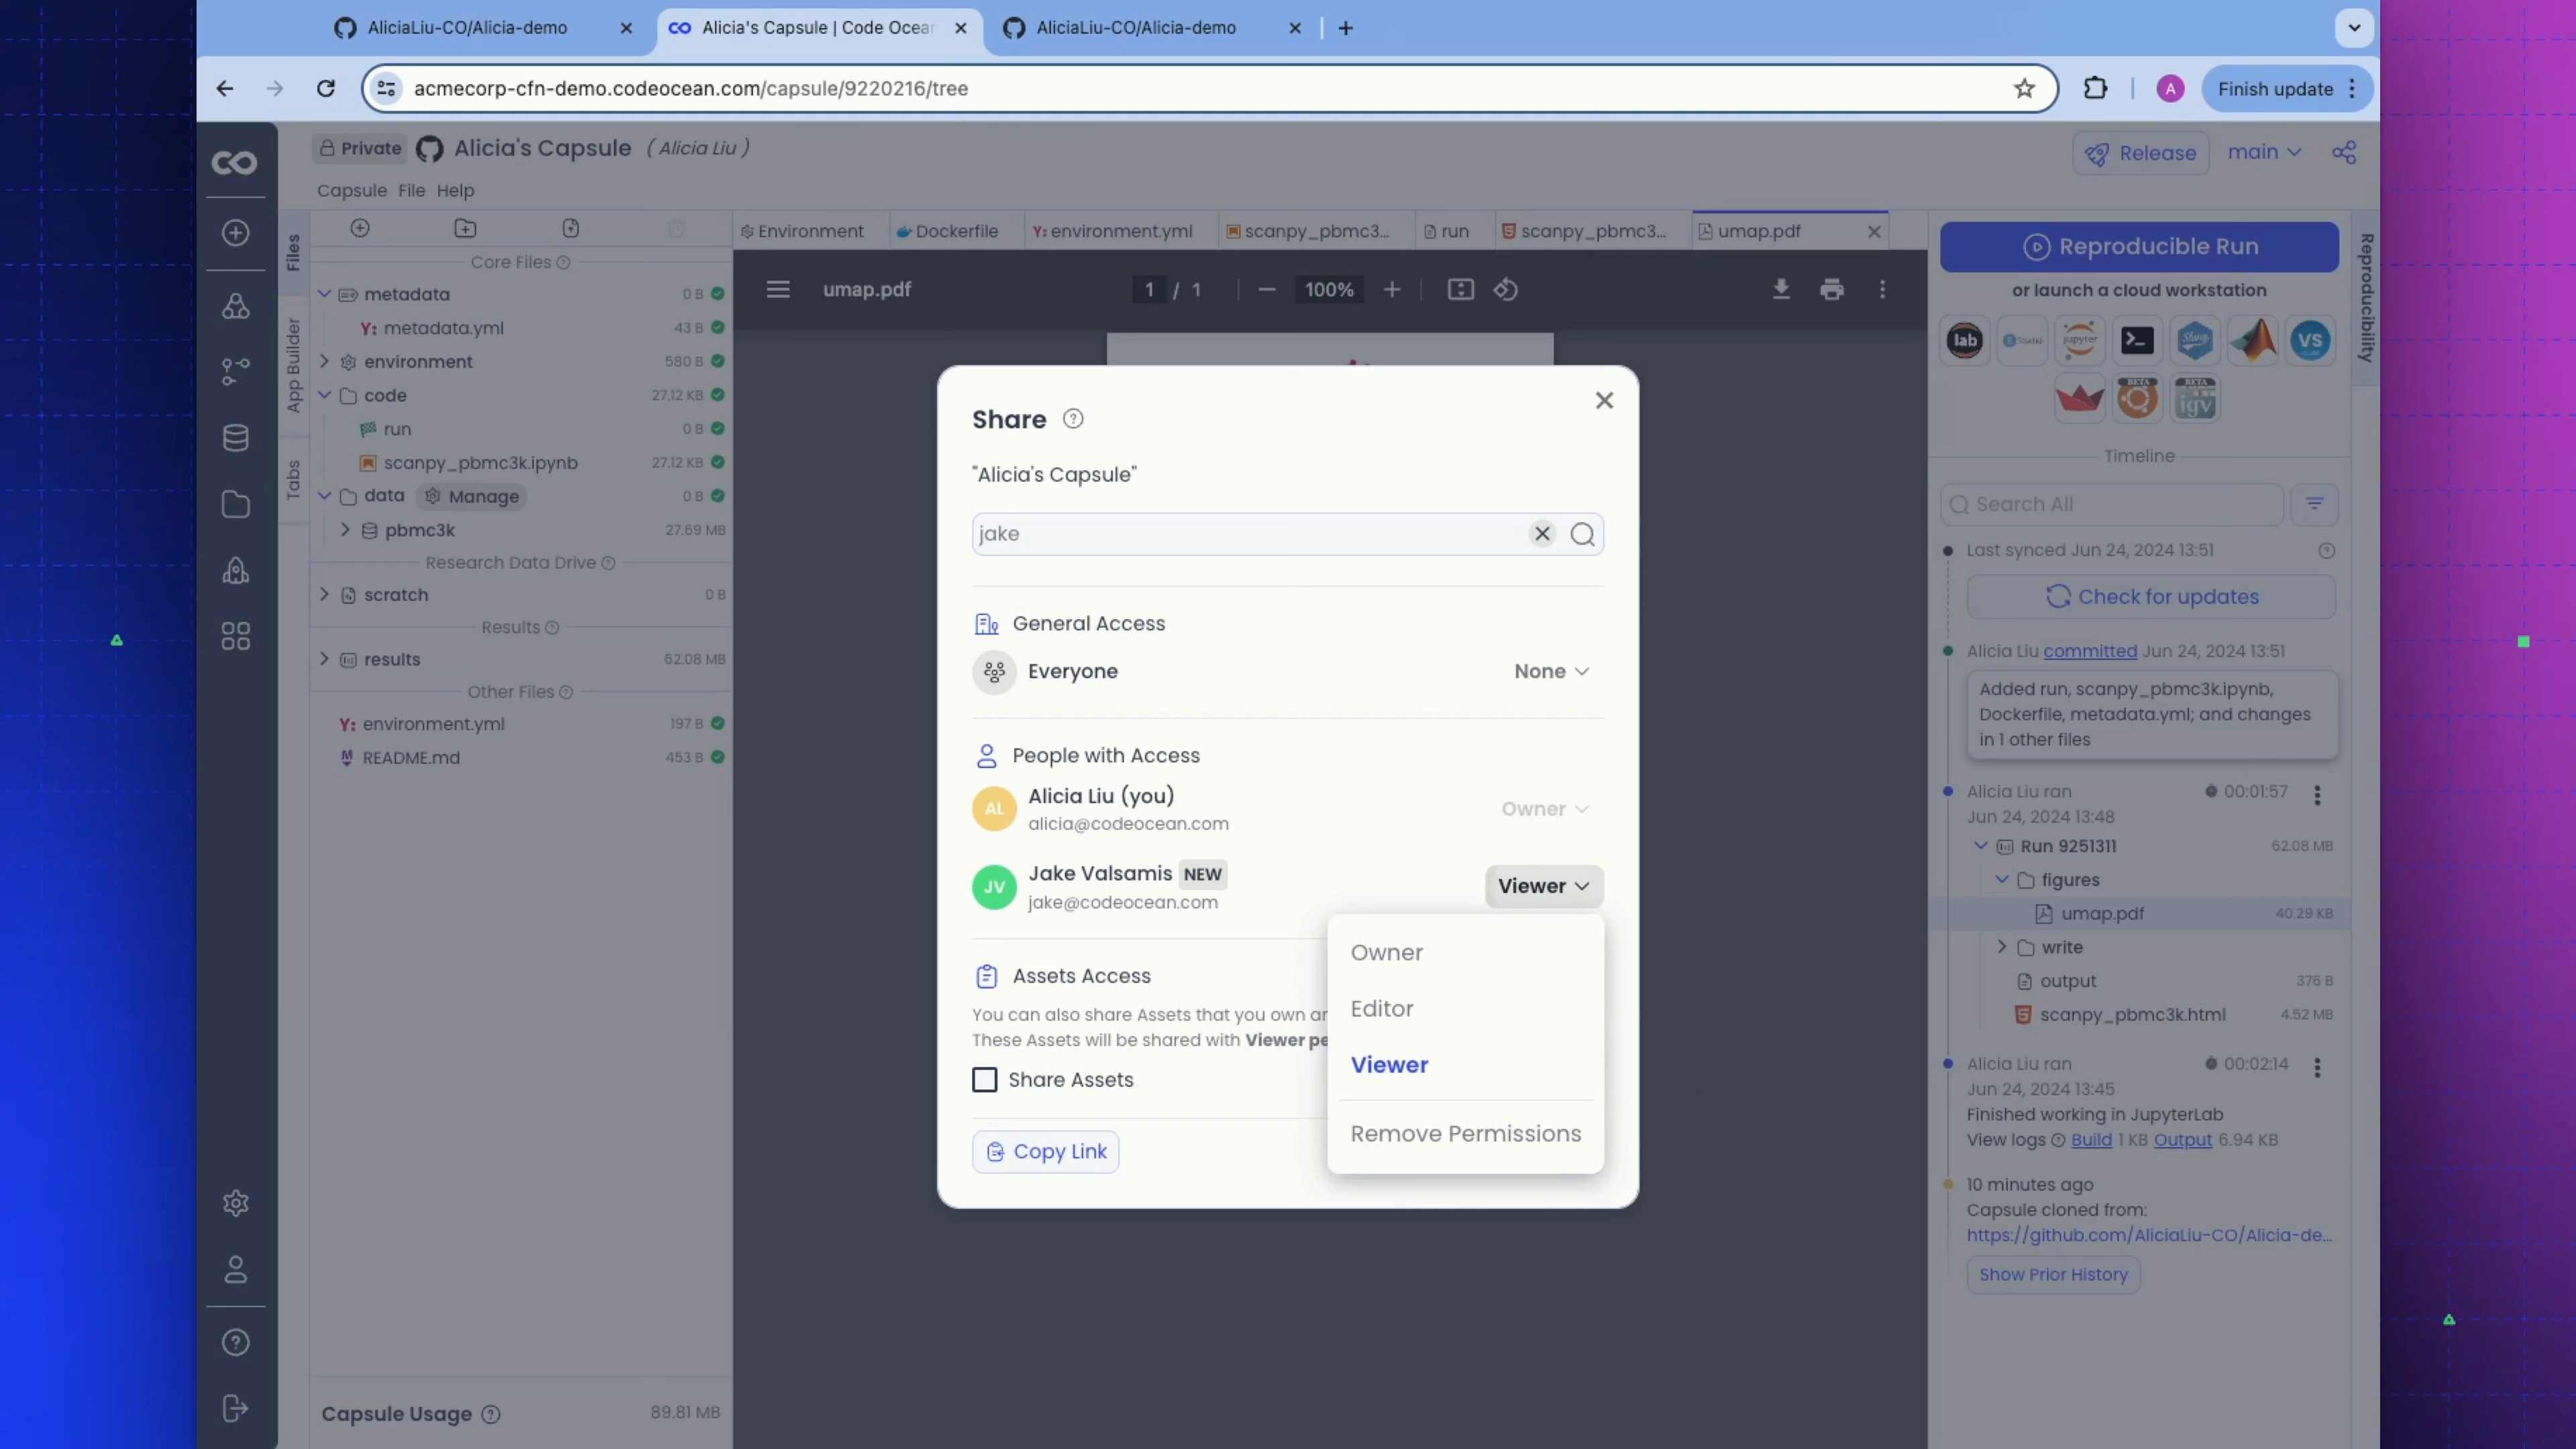 AliciaLiu-CO/Alicia-demo
Alicia's Capsule | Code Ocean
AliciaLiu-CO/Alicia-demo
acmecorp-cfn-demo.codeocean.com/capsule/9220216/tree
A
Finish update
Private
Alicia's Capsule
( Alicia Liu )
Release
main
Capsule File Help
Files
App Builder
Tabs
Core Files
metadata 0 B
metadata.yml 43 B
environment 580 B
code 27.12 KB
run 0 B
scanpy_pbmc3k.ipynb 27.12 KB
data Manage 0 B
pbmc3k 27.69 MB
Research Data Drive
scratch 0 B
Results
results 62.08 MB
Other Files
environment.yml 197 B
README.md 453 B
Capsule Usage 89.81 MB
Environment
Dockerfile
environment.yml
scanpy_pbmc3...
run
scanpy_pbmc3...
umap.pdf
umap.pdf
1 / 1
100%
Share
"Alicia's Capsule"
jake
General Access
Everyone None
People with Access
AL
Alicia Liu (you)
alicia@codeocean.com
Owner
JV
Jake Valsamis NEW
jake@codeocean.com
Viewer
Owner
Editor
Viewer
Remove Permissions
Assets Access
You can also share Assets that you own
These Assets will be shared with Viewer
Share Assets
Copy Link
Reproducibility
Reproducible Run
or launch a cloud workstation
lab
jupyter
VS
BETA
BETA
igv
Timeline
Search All
Last synced Jun 24, 2024 13:51
Check for updates
Alicia Liu committed Jun 24, 2024 13:51
Added run, scanpy_pbmc3k.ipynb,
Dockerfile, metadata.yml; and changes
in 1 other files
Alicia Liu ran 00:01:57
Jun 24, 2024 13:48
Run 9251311 62.08 MB
figures
umap.pdf 40.29 KB
write
output 376 B
scanpy_pbmc3k.html 4.52 MB
Alicia Liu ran 00:02:14
Jun 24, 2024 13:45
Finished working in JupyterLab
View logs Build 1 KB Output 6.94 KB
10 minutes ago
Capsule cloned from:
https://github.com/AliciaLiu-CO/Alicia-de...
Show Prior History